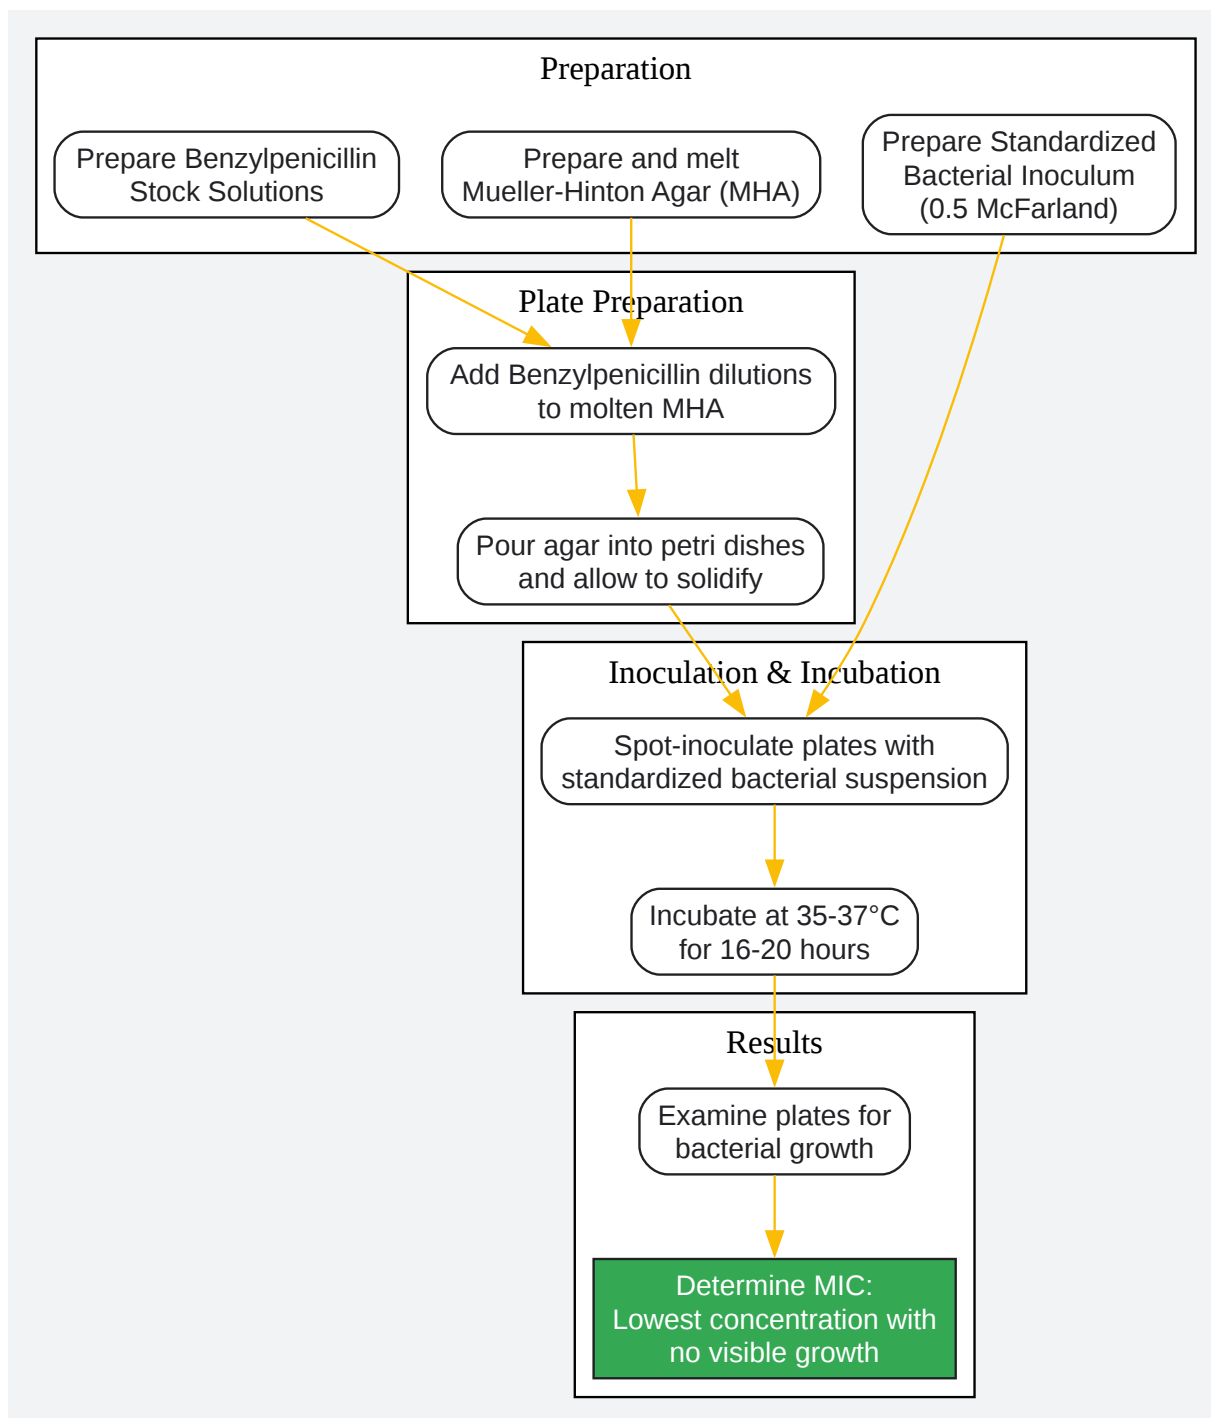 Preparation
Prepare Benzylpenicillin
Stock Solutions
Prepare and melt
Mueller-Hinton Agar (MHA)
Prepare Standardized
Bacterial Inoculum
(0.5 McFarland)
Plate Preparation
Add Benzylpenicillin dilutions
to molten MHA
Pour agar into petri dishes
and allow to solidify
Inoculation & Incubation
Spot-inoculate plates with
standardized bacterial suspension
Incubate at 35-37°C
for 16-20 hours
Results
Examine plates for
bacterial growth
Determine MIC:
Lowest concentration with
no visible growth